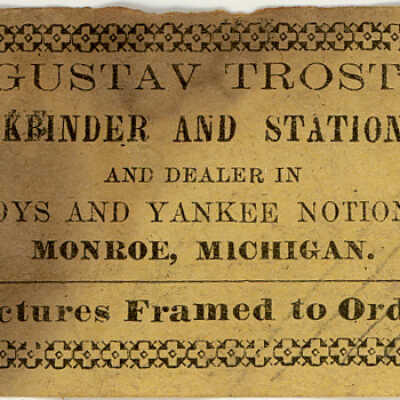 GUSTAV TROST
KBINDER AND STATION
AND DEALER IN
OYS AND YANKEE NOTION
MONROE, MICHIGAN.
ctures Framed to Ord